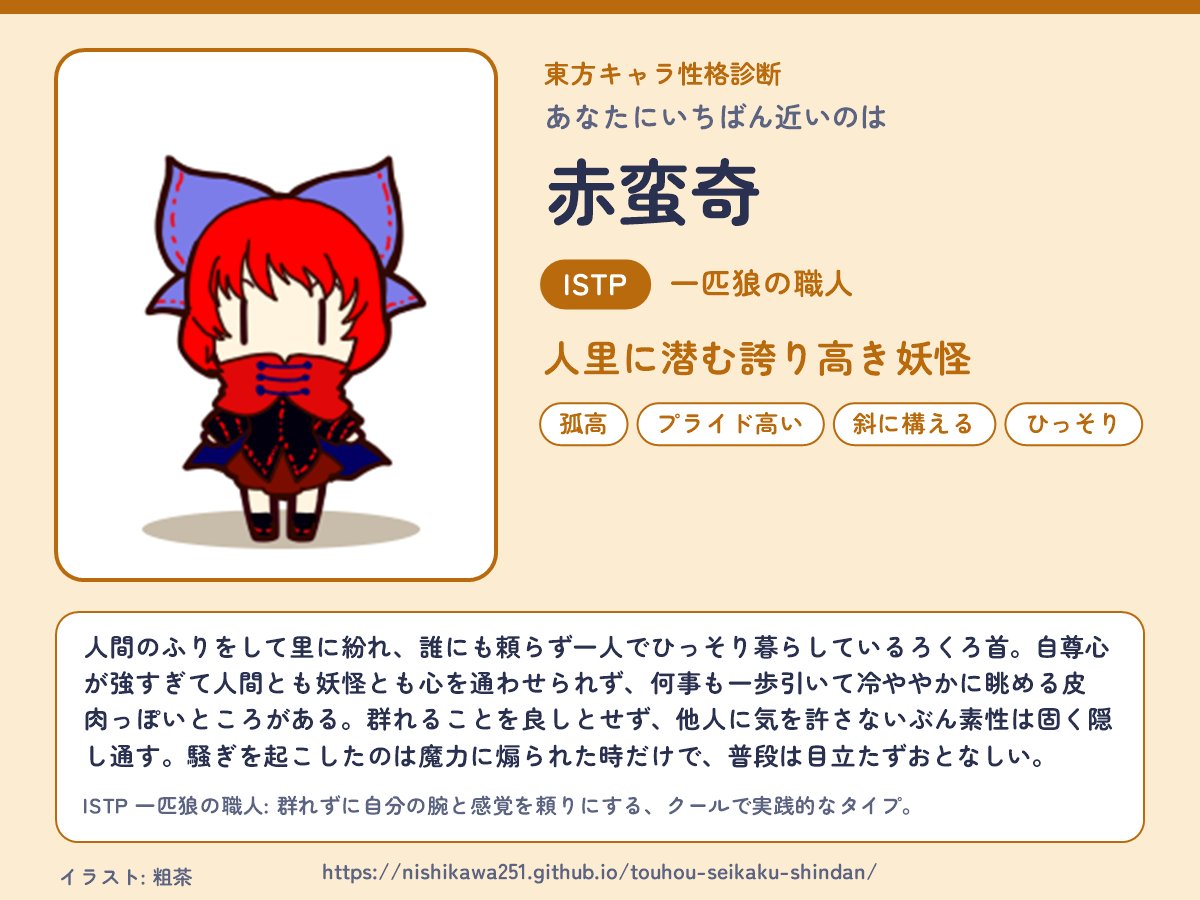 東方キャラ性格診断
あなたにいちばん近いのは
赤蛮奇
ISTP 一匹狼の職人
人里に潜む誇り高き妖怪
孤高 プライド高い 斜に構える ひっそり
人間のふりをして里に紛れ、誰にも頼らず一人でひっそり暮らしているろくろ首。自尊心
が強すぎて人間とも妖怪とも心を通わせられず、何事も一歩引いて冷ややかに眺める皮
肉っぽいところがある。群れることを良しとせず、他人に気を許さないぶん素性は固く隠
し通す。騒ぎを起こしたのは魔力に煽られた時だけで、普段は目立たずおとなしい。
ISTP 一匹狼の職人: 群れずに自分の腕と感覚を頼りにする、クールで実践的なタイプ。
イラスト: 粗茶
https://nishikawa251.github.io/touhou-seikaku-shindan/